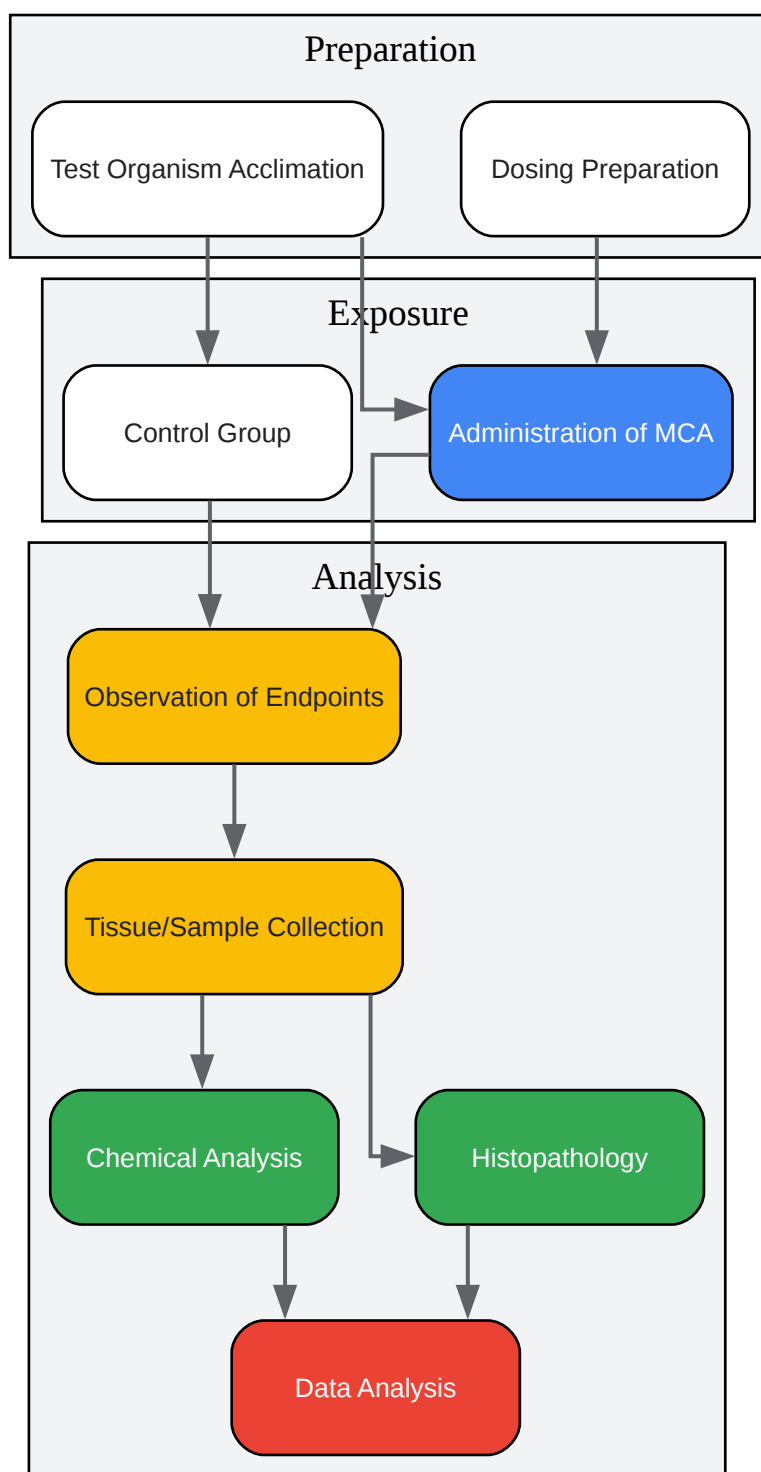 Preparation
Test Organism Acclimation
Dosing Preparation
Exposure
Control Group
Administration of MCA
Analysis
Observation of Endpoints
Tissue/Sample Collection
Chemical Analysis
Histopathology
Data Analysis